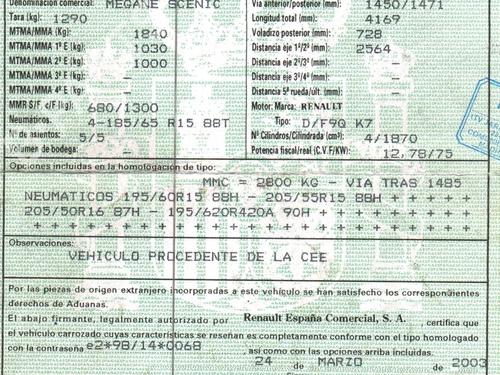 Denominación comercial: MEGANE SCENIC
Tara (kg): 1290
MTMA/MMA (Kg): 1840
MTMA/MMA 1º E (kg): 1030
MTMA/MMA 2º E (kg): 1000
MTMA/MMA 3º E (kg): —
MTMA/MMA 4º E (kg): —
MMR S/F. c/F (kg): 680/1300
Neumáticos: 4-185/65 R15 88T
Nº de asientos: 5/5
Volumen de bodega:
Vía anterior/posterior (mm): 1450/1471
Longitud total (mm): 4169
Voladizo posterior (mm): 728
Distancia eje 1º/2º (mm): 2564
Distancia eje 2º/3º (mm): —
Distancia eje 3º/4º (mm): —
Distancia 5ª rueda/últ. (mm): —
Motor: Marca: RENAULT
Tipo: D/F9Q K7
Nº Cilindros/Cilindrada (cm³): 4/1870
Potencia fiscal/real (C.V.F/KW): 12,78/75
Opciones incluidas en la homologación de tipo:
MMC = 2800 KG - VIA TRAS 1485
NEUMATICOS 195/60R15 88H - 205/55R15 88H + + + + + +
205/50R16 87H - 195/620R420A 90H + + + + + + + + + +
+ + + + + + + + + + + + + + + + + + + + + + + + + + +
Observaciones:
VEHICULO PROCEDENTE DE LA CEE
Por las piezas de origen extranjero incorporadas a este vehículo se han satisfecho los correspondientes
derechos de Aduanas.
El abajo firmante, legalmente autorizado por Renault España Comercial, S. A. , certifica que
el vehículo carrozado cuyas características se reseñan es completamente conforme con el tipo homologado
con la contraseña e2*98/14*0068 , así como con las opciones arriba incluidas.
24 de MARZO de 2003